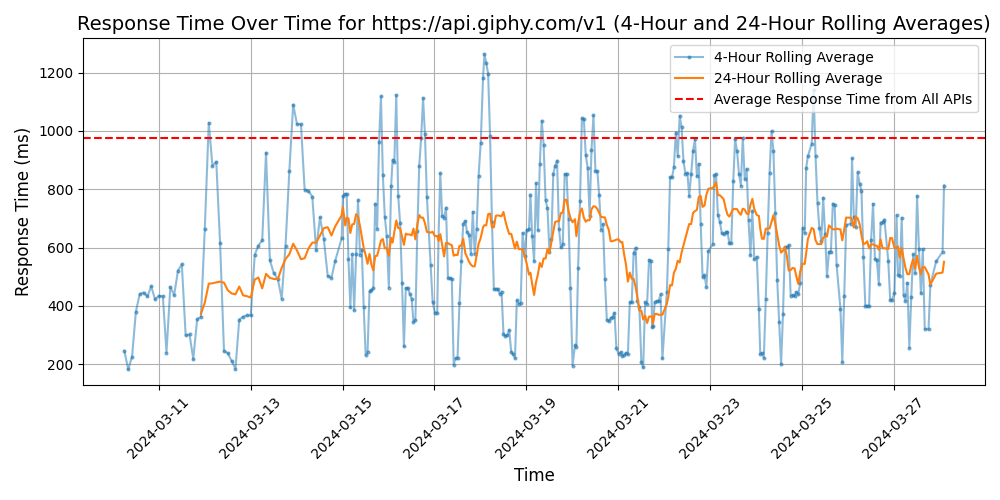 Response Time Over Time for https://api.giphy.com/v1 (4-Hour and 24-Hour Rolling Averages)
4-Hour Rolling Average
24-Hour Rolling Average
Average Response Time from All APIs
Response Time (ms)
1200
1000
800
600
400
200
2024-03-11
2024-03-13
2024-03-15
2024-03-17
2024-03-19
2024-03-21
2024-03-23
2024-03-25
2024-03-27
Time